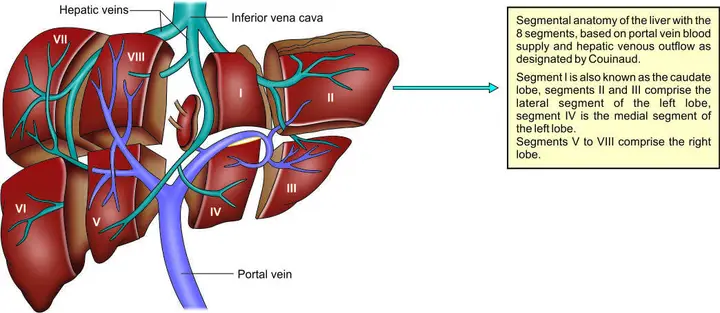 Hepatic veins
Inferior vena cava
VII
VIII
I
II
VI
V
IV
III
Portal vein
Segmental anatomy of the liver with the
8 segments, based on portal vein blood
supply and hepatic venous outflow as
designated by Couinaud.
Segment I is also known as the caudate
lobe, segments II and III comprise the
lateral segment of the left lobe,
segment IV is the medial segment of
the left lobe.
Segments V to VIII comprise the right
lobe.